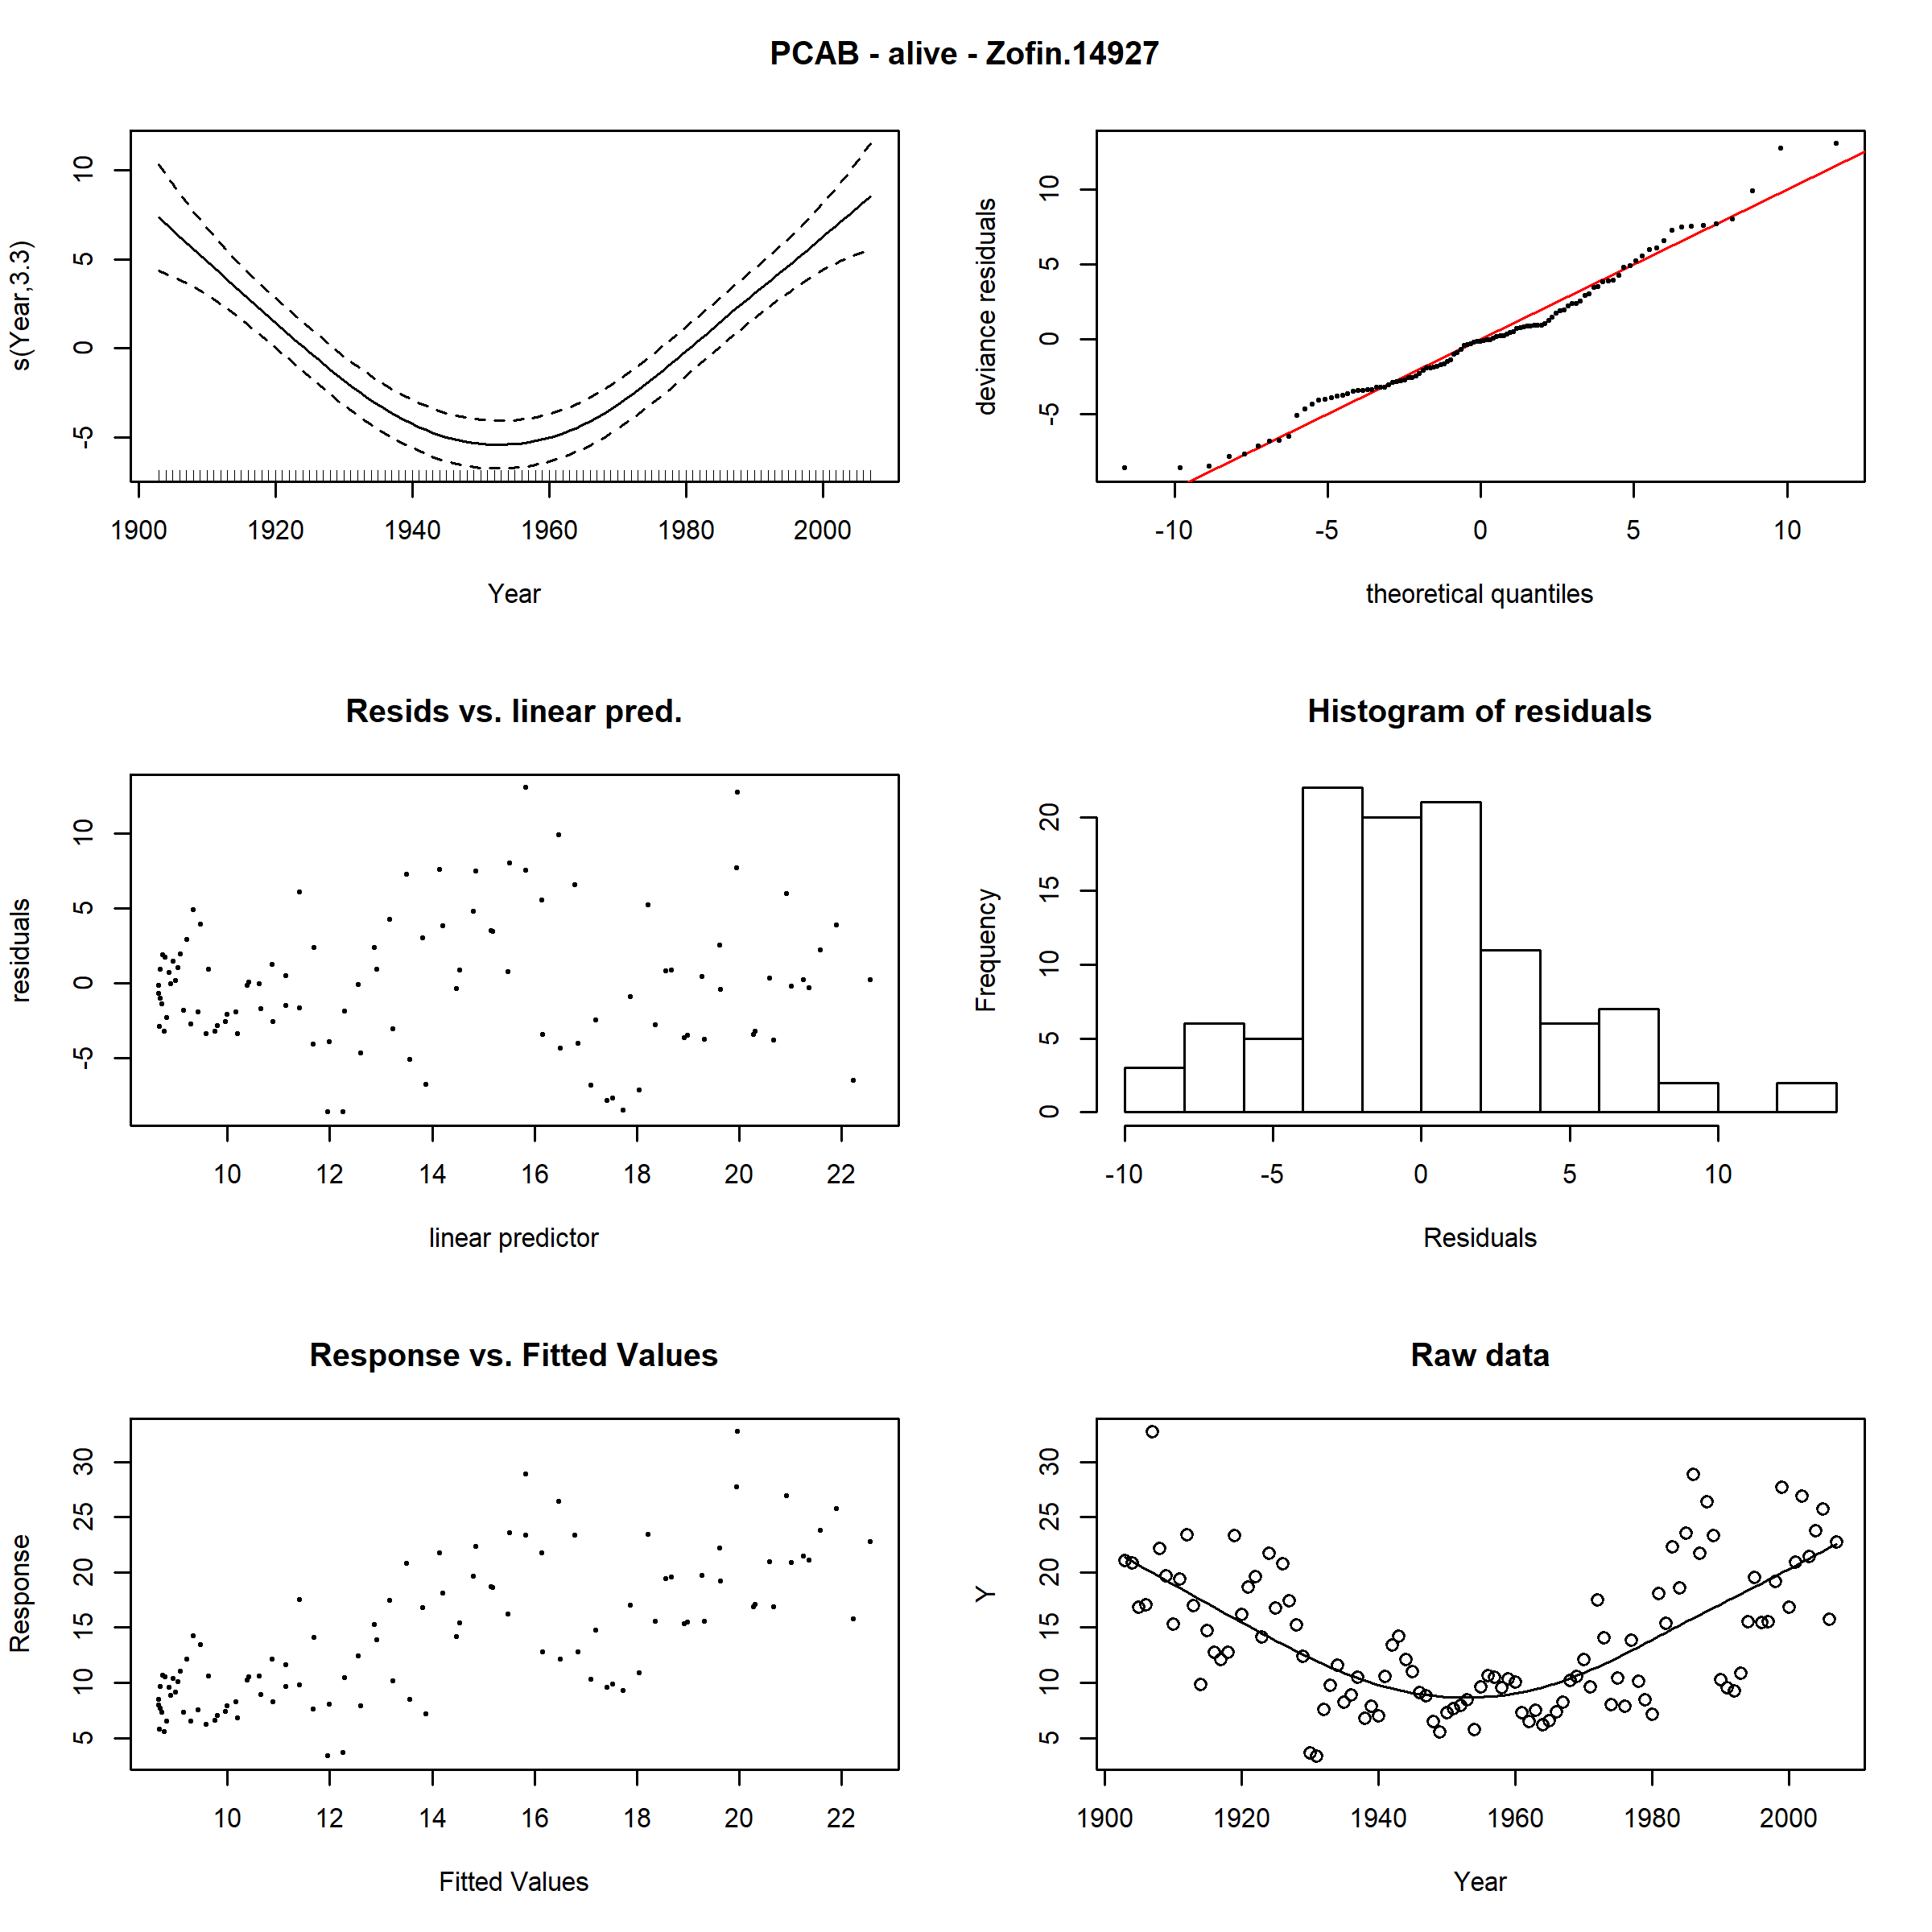 PCAB - alive - Zofin.14927
s(Year,3.3)
10
5
0
-5
1900 1920 1940 1960 1980 2000
Year
deviance residuals
10
5
0
-5
-10 -5 0 5 10
theoretical quantiles
Resids vs. linear pred.
residuals
10
5
0
-5
10 12 14 16 18 20 22
linear predictor
Histogram of residuals
Frequency
20
15
10
5
0
-10 -5 0 5 10
Residuals
Response vs. Fitted Values
Response
30
25
20
15
10
5
10 12 14 16 18 20 22
Fitted Values
Raw data
Y
30
25
20
15
10
5
1900 1920 1940 1960 1980 2000
Year